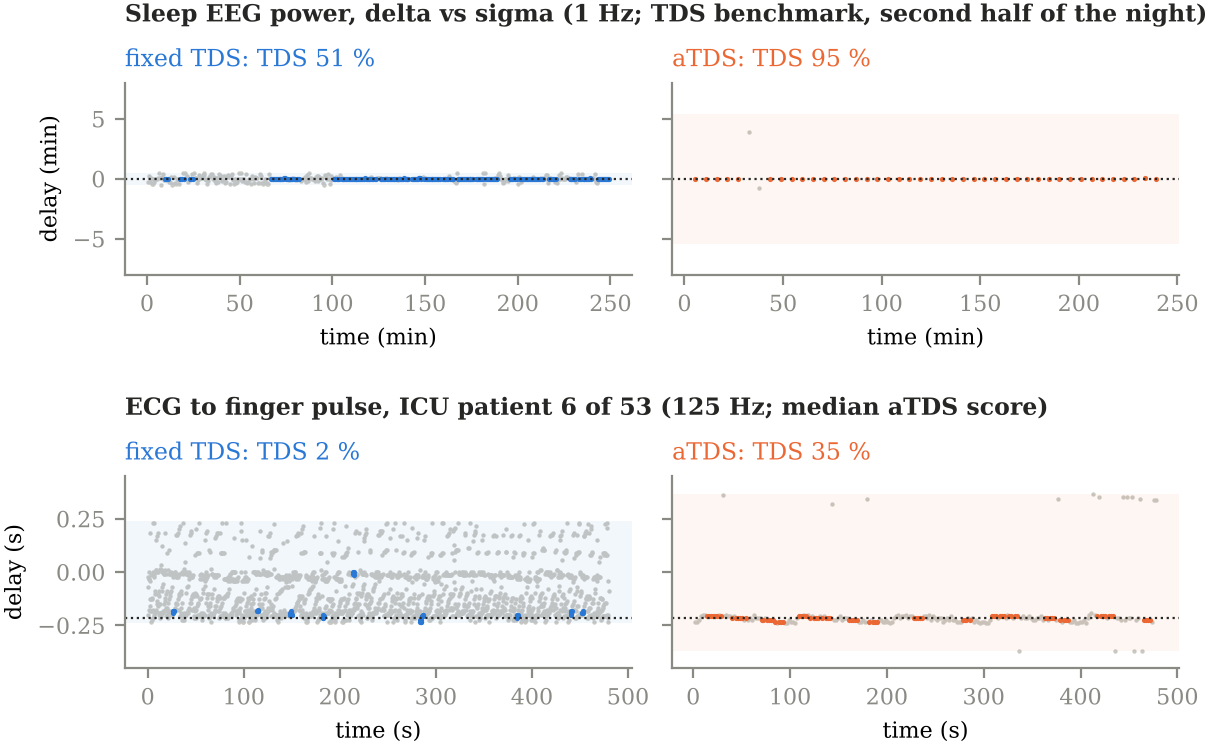 Sleep EEG power, delta vs sigma (1 Hz; TDS benchmark, second half of the night)
fixed TDS: TDS 51 %
aTDS: TDS 95 %
delay (min)
5
0
−5
0 50 100 150 200 250
0 50 100 150 200 250
time (min)
time (min)
ECG to finger pulse, ICU patient 6 of 53 (125 Hz; median aTDS score)
fixed TDS: TDS 2 %
aTDS: TDS 35 %
delay (s)
0.25
0.00
−0.25
0 100 200 300 400 500
0 100 200 300 400 500
time (s)
time (s)